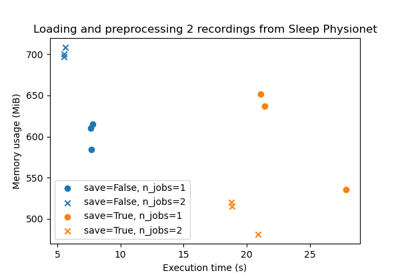 Loading and preprocessing 2 recordings from Sleep Physionet
700
650
600
550
500
Memory usage (MiB)
save=False, n_jobs=1
save=False, n_jobs=2
save=True, n_jobs=1
save=True, n_jobs=2
5 10 15 20 25
Execution time (s)